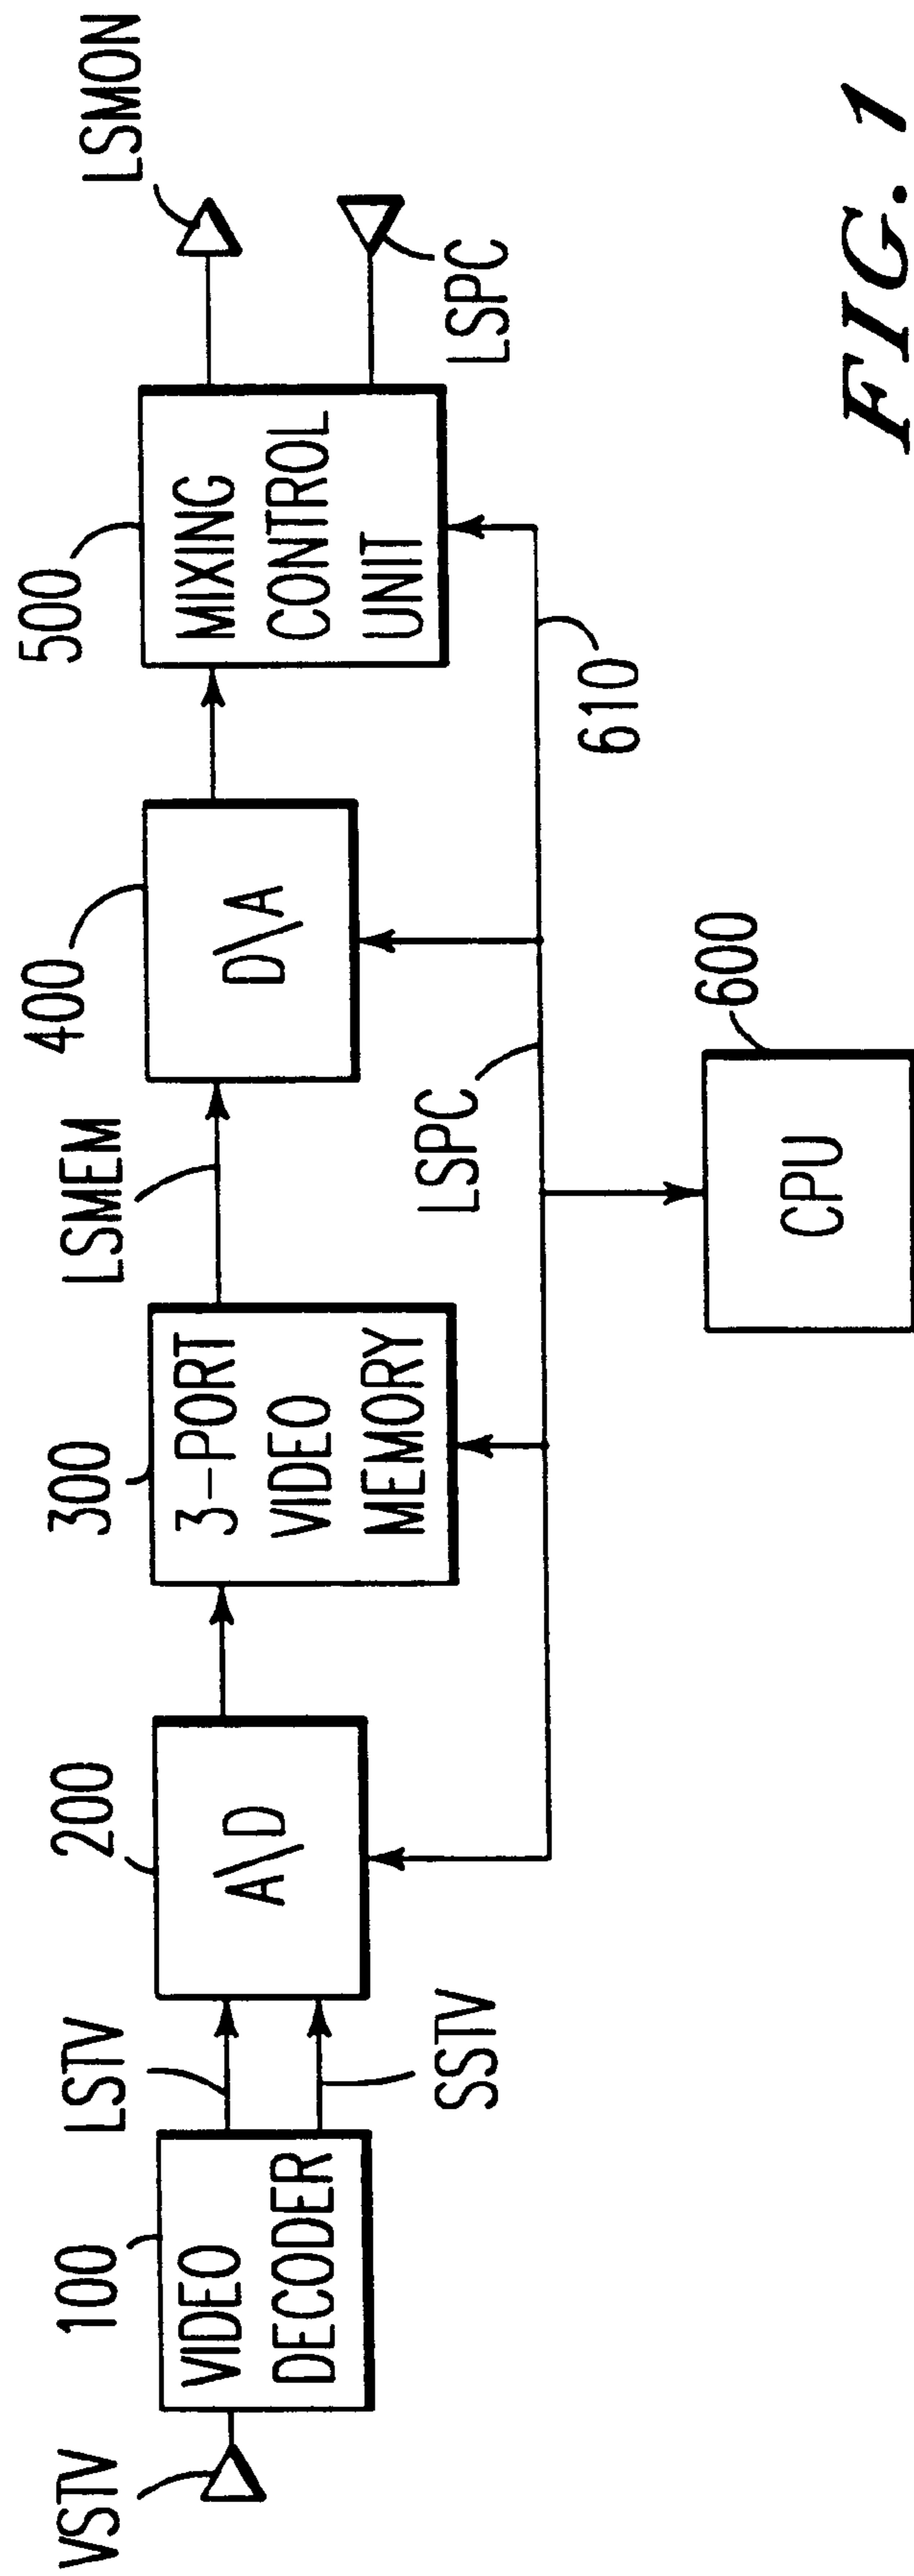 VSTV
100
VIDEO
DECODER
LSTV
SSTV
200
A\D
300
3-PORT
VIDEO
MEMORY
LSMEM
400
D\A
500
MIXING
CONTROL
UNIT
LSMON
LSPC
LSPC
610
600
CPU
FIG. 1